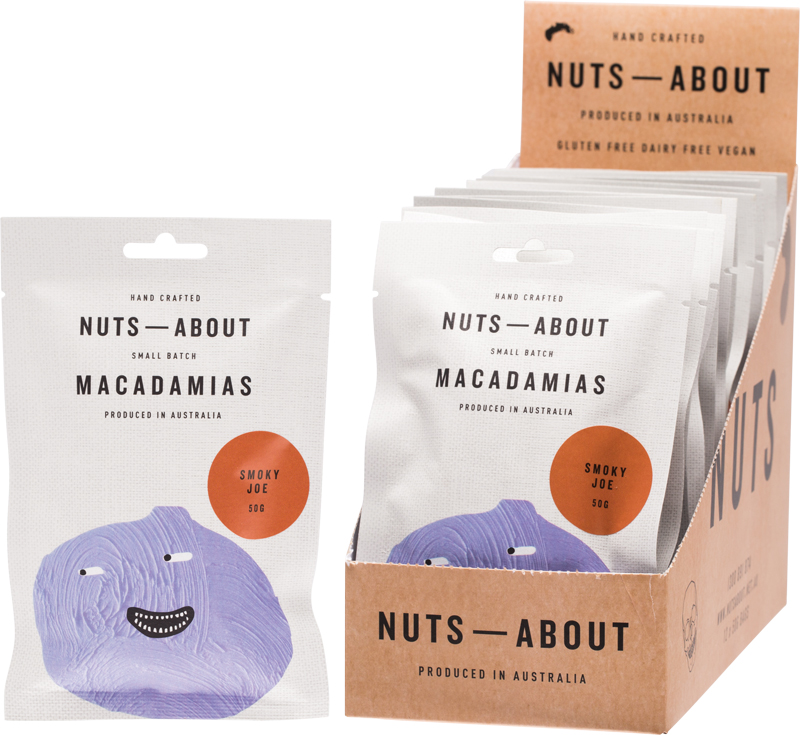 HAND CRAFTED
NUTS—ABOUT
SMALL BATCH
MACADAMIAS
PRODUCED IN AUSTRALIA
SMOKY
JOE
50G
HAND CRAFTED
NUTS—ABOUT
PRODUCED IN AUSTRALIA
GLUTEN FREE DAIRY FREE VEGAN
HAND CRAFTED
NUTS—ABOUT
SMALL BATCH
MACADAMIAS
PRODUCED IN AUSTRALIA
SMOKY
JOE
50G
NUTS—ABOUT
PRODUCED IN AUSTRALIA
NUTS